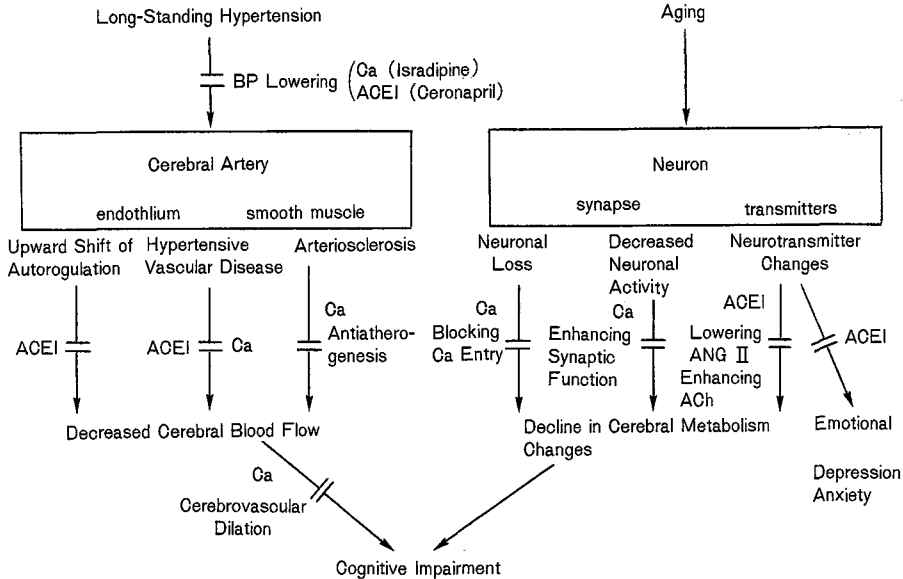 Long-Standing Hypertension
Aging
BP Lowering
Ca (Isradipine)
ACEI (Ceronapril)
Cerebral Artery
endothlium
smooth muscle
Neuron
synapse
transmitters
Upward Shift of
Autorogulation
Hypertensive
Vascular Disease
Arteriosclerosis
Neuronal
Loss
Decreased
Neuronal
Activity
Neurotransmitter
Changes
ACEI
ACEI
Ca
Ca
Antiathero-
genesis
Ca
Blocking
Ca Entry
Ca
Enhancing
Synaptic
Function
ACEI
Lowering
ANG II
Enhancing
ACh
ACEI
Decreased Cerebral Blood Flow
Decline in Cerebral Metabolism
Changes
Emotional
Depression
Anxiety
Ca
Cerebrovascular
Dilation
Cognitive Impairment